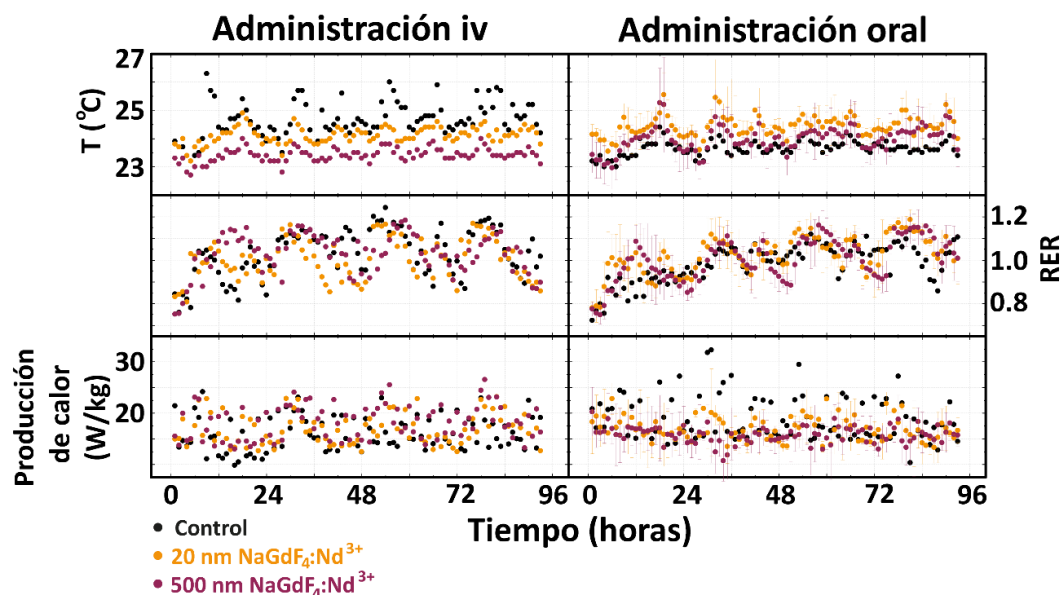 Administración iv
Administración oral
T (°C)
27
25
23
1.2
1.0
0.8
RER
Producción
de calor
(W/kg)
30
20
0 24 48 72 96
0 24 48 72 96
Tiempo (horas)
Control
20 nm NaGdF₄:Nd³⁺
500 nm NaGdF₄:Nd³⁺